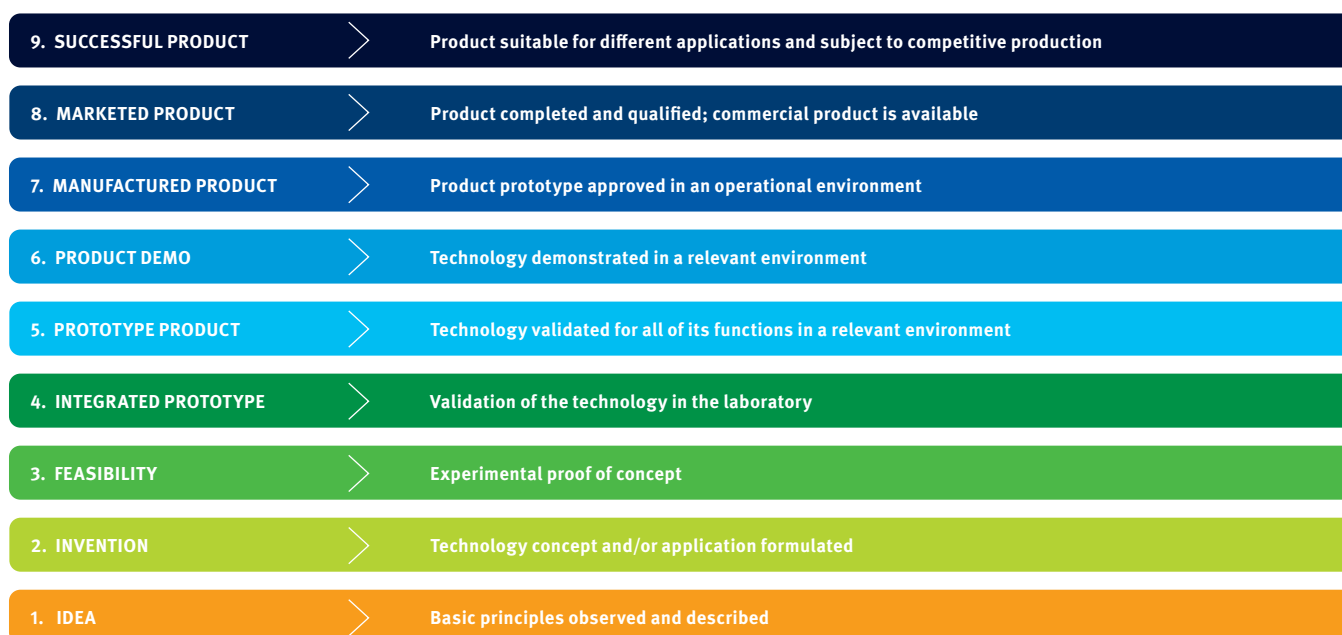 9. SUCCESSFUL PRODUCT Product suitable for different applications and subject to competitive production
8. MARKETED PRODUCT Product completed and qualified; commercial product is available
7. MANUFACTURED PRODUCT Product prototype approved in an operational environment
6. PRODUCT DEMO Technology demonstrated in a relevant environment
5. PROTOTYPE PRODUCT Technology validated for all of its functions in a relevant environment
4. INTEGRATED PROTOTYPE Validation of the technology in the laboratory
3. FEASIBILITY Experimental proof of concept
2. INVENTION Technology concept and/or application formulated
1. IDEA Basic principles observed and described